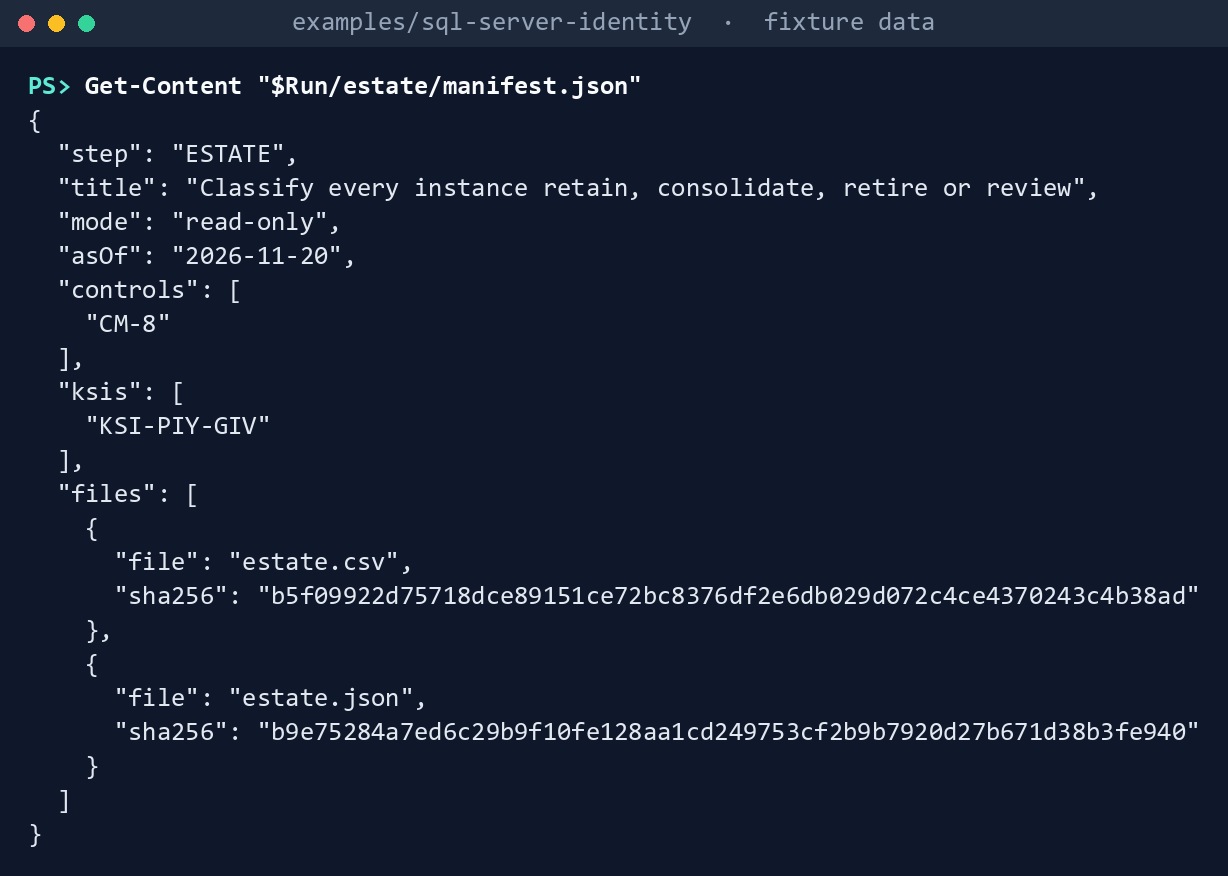 examples/sql-server-identity · fixture data
PS> Get-Content "$Run/estate/manifest.json"
{
  "step": "ESTATE",
  "title": "Classify every instance retain, consolidate, retire or review",
  "mode": "read-only",
  "asOf": "2026-11-20",
  "controls": [
    "CM-8"
  ],
  "ksis": [
    "KSI-PIY-GIV"
  ],
  "files": [
    {
      "file": "estate.csv",
      "sha256": "b5f09922d75718dce89151ce72bc8376df2e6db029d072c4ce4370243c4b38ad"
    },
    {
      "file": "estate.json",
      "sha256": "b9e75284a7ed6c29b9f10fe128aa1cd249753cf2b9b7920d27b671d38b3fe940"
    }
  ]
}